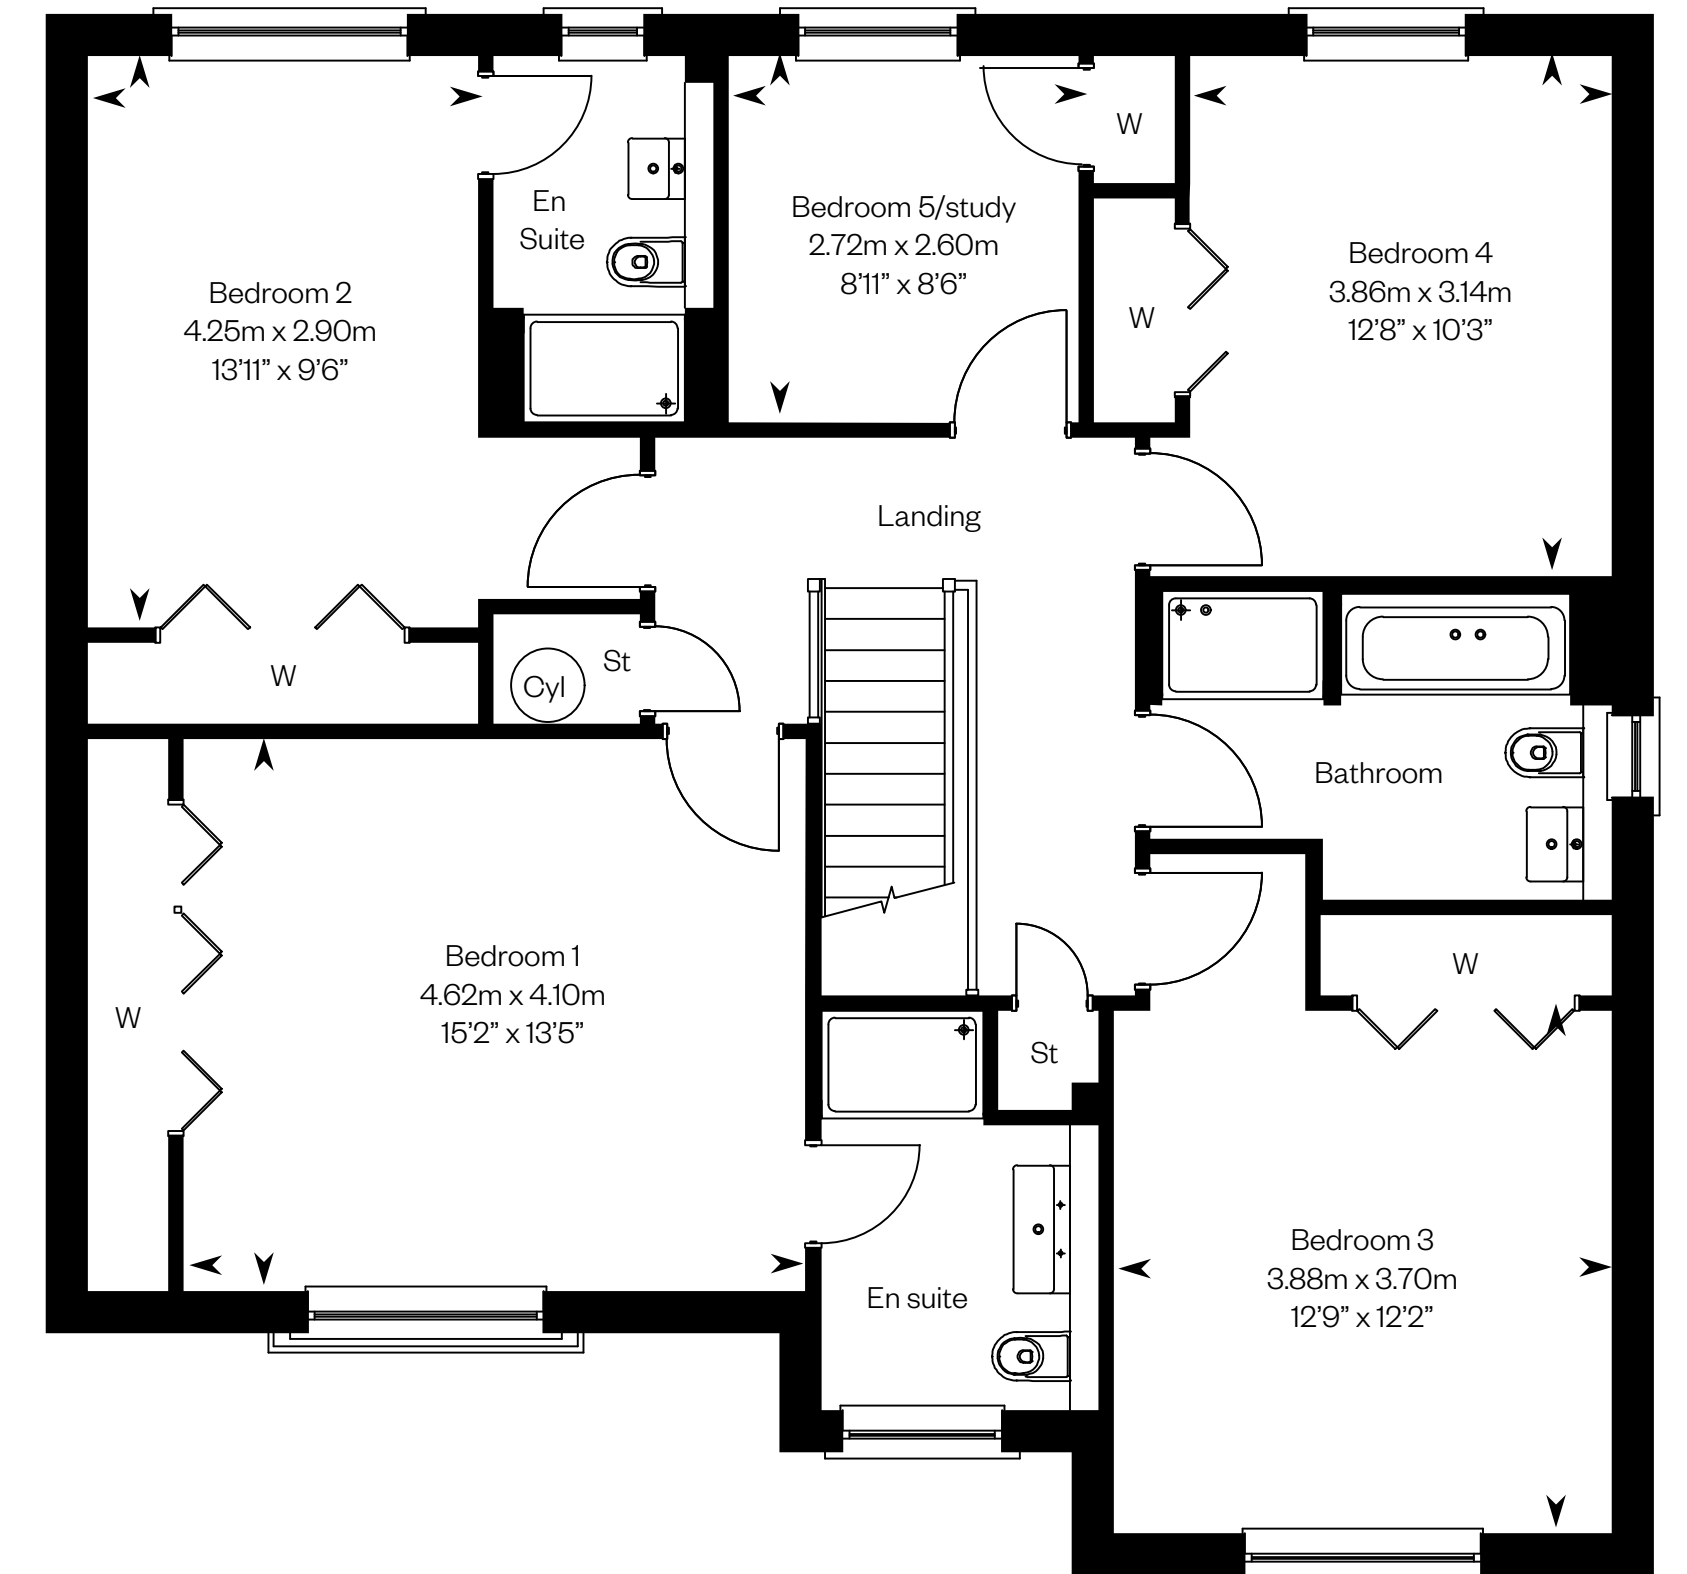 Bedroom 2
4.25m x 2.90m
13’11” x 9’6”
En
Suite
Bedroom 5/study
2.72m x 2.60m
8’11” x 8’6”
W
W
Bedroom 4
3.86m x 3.14m
12’8” x 10’3”
Landing
W
Cyl
St
Bathroom
W
Bedroom 1
4.62m x 4.10m
15’2” x 13’5”
St
W
En suite
Bedroom 3
3.88m x 3.70m
12’9” x 12’2”